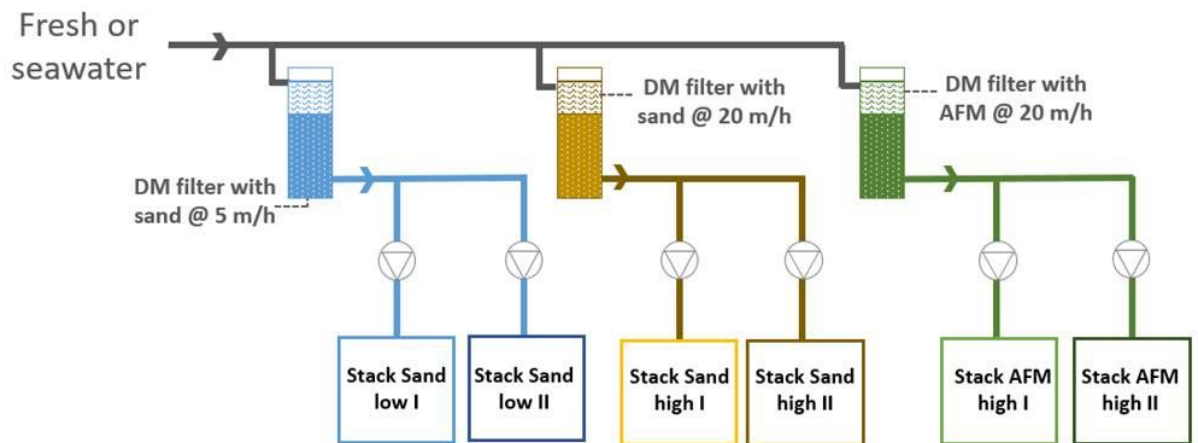 Fresh or
seawater
DM filter with
sand @ 5 m/h
DM filter with
sand @ 20 m/h
DM filter with
AFM @ 20 m/h
Stack Sand
low I
Stack Sand
low II
Stack Sand
high I
Stack Sand
high II
Stack AFM
high I
Stack AFM
high II